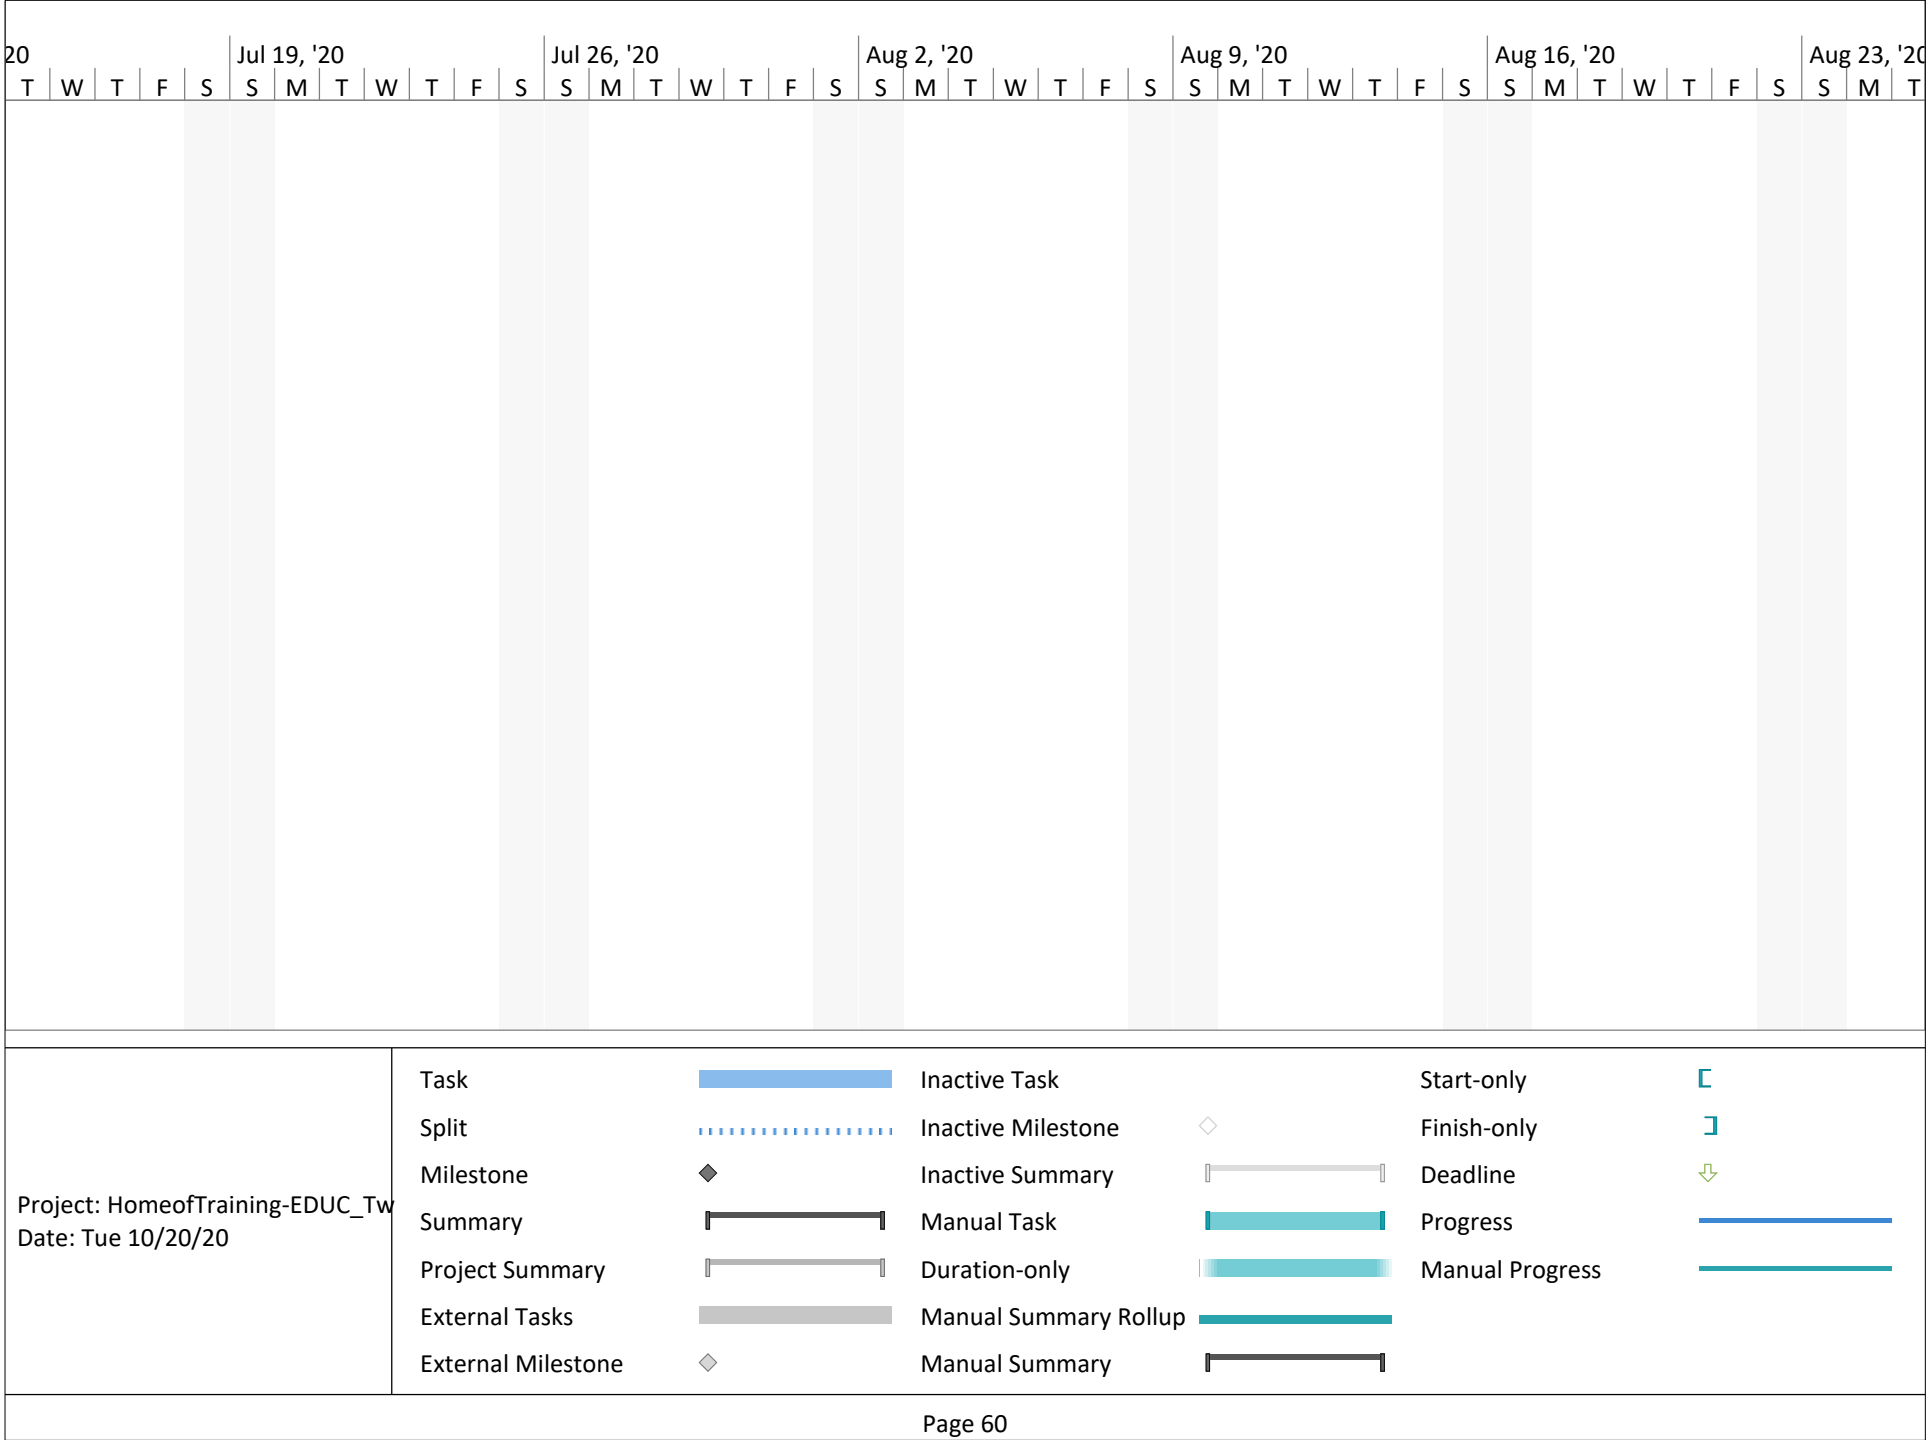 20 Jul 19, '20 Jul 26, '20 Aug 2, '20 Aug 9, '20 Aug 16, '20 Aug 23, '20
T W T F S S M T W T F S S M T W T F S S M T W T F S S M T W T F S S M T W T F S S M T
Task Inactive Task Start-only
Split Inactive Milestone Finish-only
Milestone Inactive Summary Deadline
Project: HomeofTraining-EDUC_Tw
Date: Tue 10/20/20
Summary Manual Task Progress
Project Summary Duration-only Manual Progress
External Tasks Manual Summary Rollup
External Milestone Manual Summary
Page 60